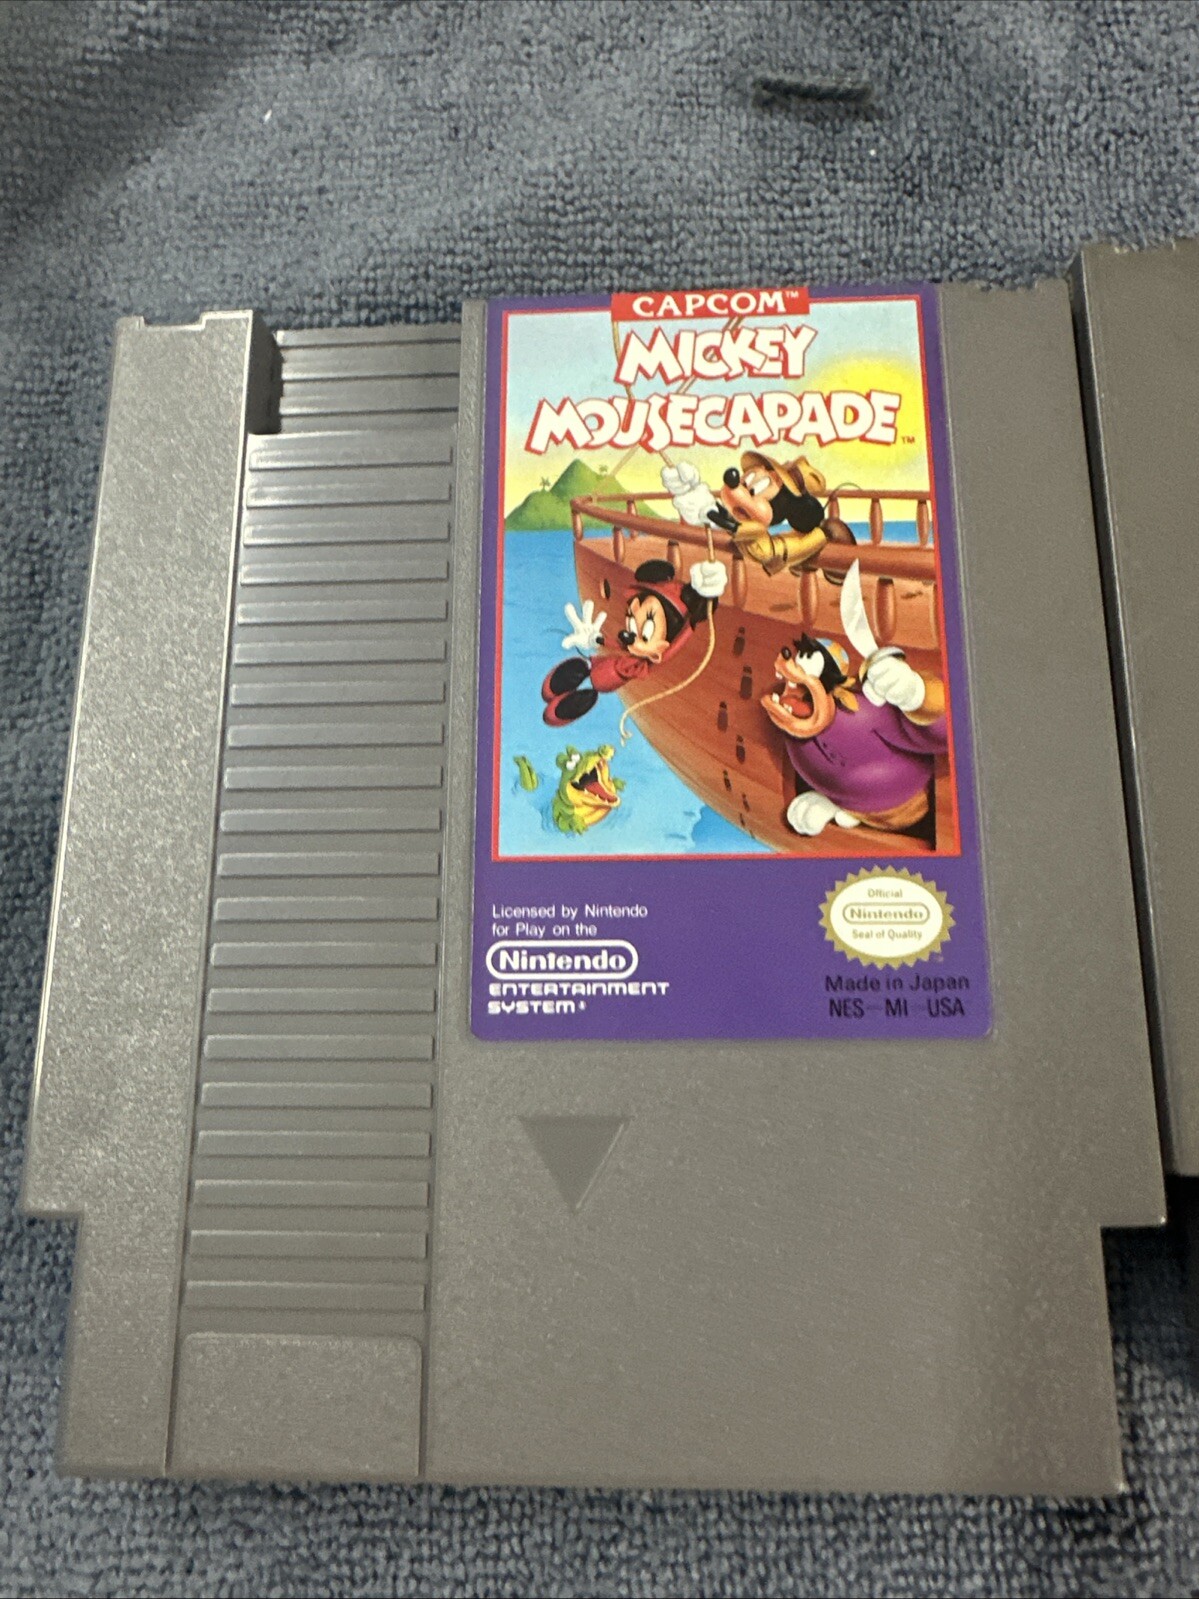 CAPCOM™
MICKEY
MOUSECAPADE™
Licensed by Nintendo
for Play on the
Nintendo
ENTERTAINMENT
SYSTEM®
Official
Nintendo
Seal of Quality
Made in Japan
NES-MI-USA